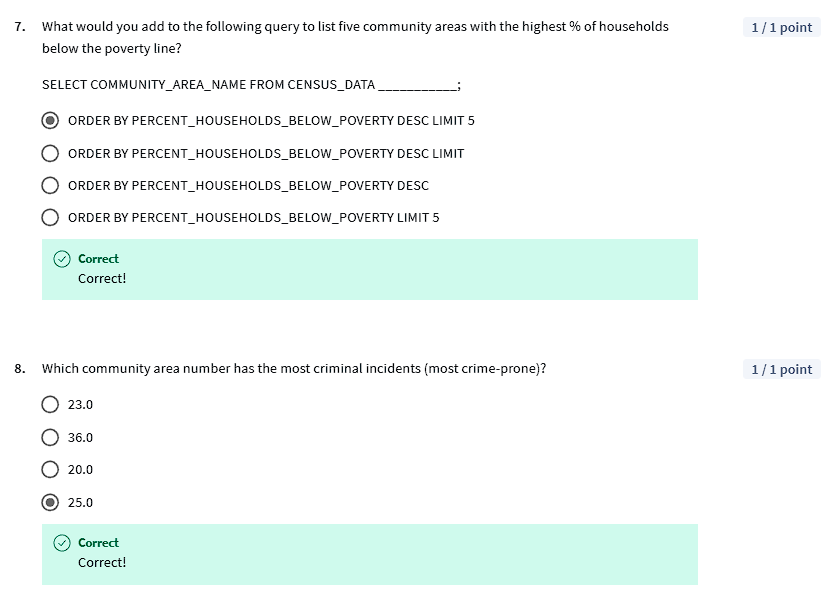 7. What would you add to the following query to list five community areas with the highest % of households
1 / 1 point
below the poverty line?
SELECT COMMUNITY_AREA_NAME FROM CENSUS_DATA ___________;
ORDER BY PERCENT_HOUSEHOLDS_BELOW_POVERTY DESC LIMIT 5
ORDER BY PERCENT_HOUSEHOLDS_BELOW_POVERTY DESC LIMIT
ORDER BY PERCENT_HOUSEHOLDS_BELOW_POVERTY DESC
ORDER BY PERCENT_HOUSEHOLDS_BELOW_POVERTY LIMIT 5
Correct
Correct!
8. Which community area number has the most criminal incidents (most crime-prone)?
1 / 1 point
23.0
36.0
20.0
25.0
Correct
Correct!